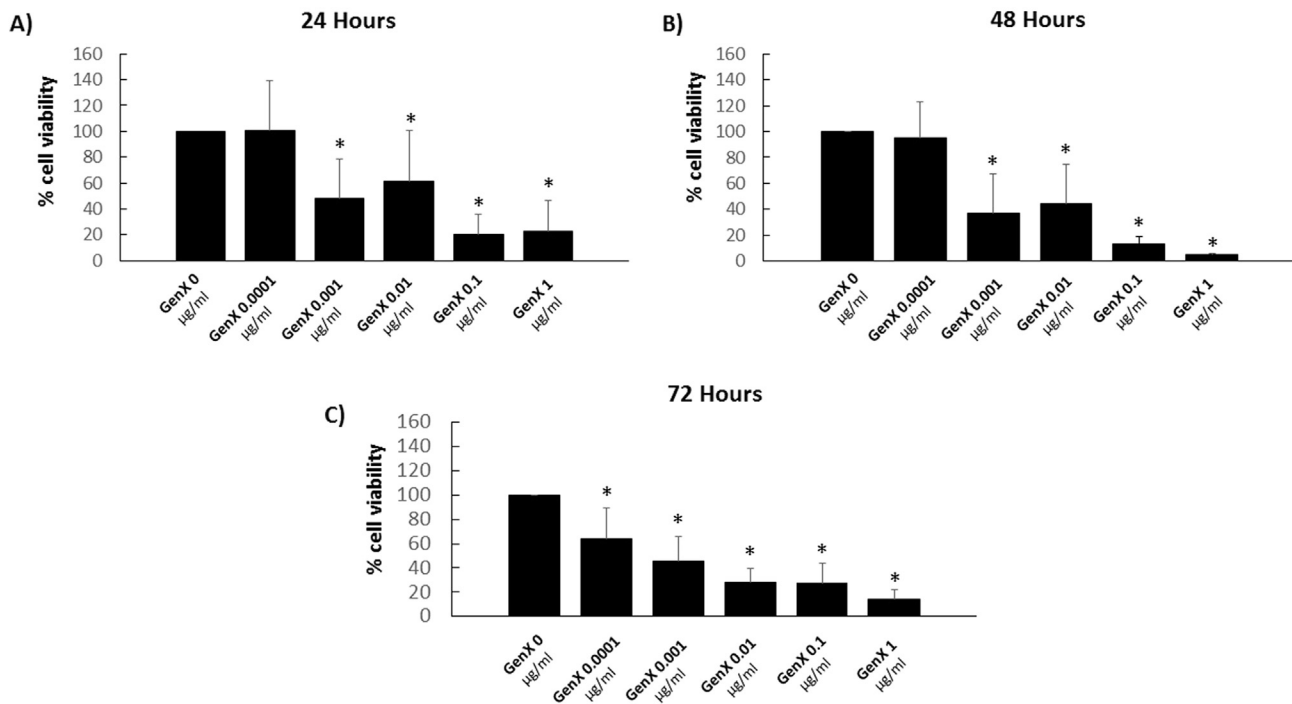 A)
24 Hours
% cell viability
160
140
120
100
80
60
40
20
0
*
*
*
*
GenX 0
µg/ml
GenX 0.0001
µg/ml
GenX 0.001
µg/ml
GenX 0.01
µg/ml
GenX 0.1
µg/ml
GenX 1
µg/ml
B)
48 Hours
% cell viability
160
140
120
100
80
60
40
20
0
*
*
*
*
GenX 0
µg/ml
GenX 0.0001
µg/ml
GenX 0.001
µg/ml
GenX 0.01
µg/ml
GenX 0.1
µg/ml
GenX 1
µg/ml
C)
72 Hours
% cell viability
160
140
120
100
80
60
40
20
0
*
*
*
*
*
GenX 0
µg/ml
GenX 0.0001
µg/ml
GenX 0.001
µg/ml
GenX 0.01
µg/ml
GenX 0.1
µg/ml
GenX 1
µg/ml